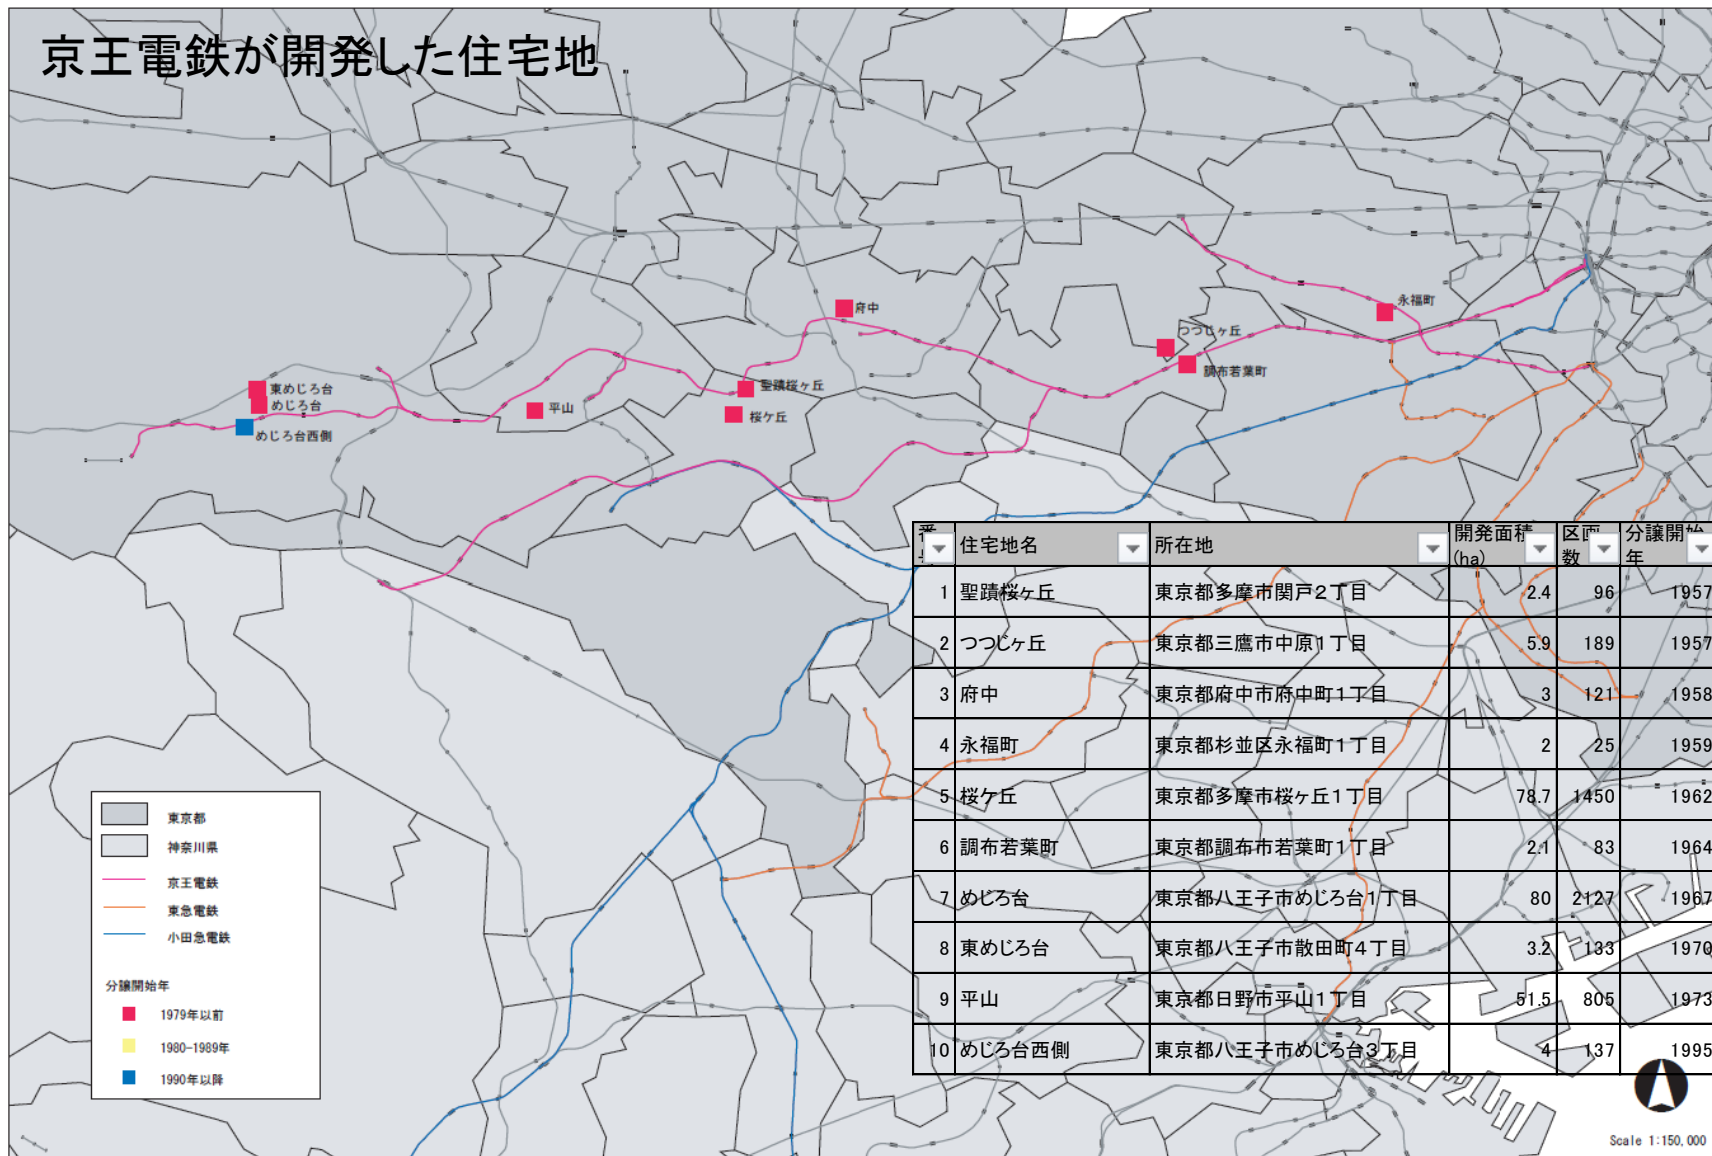 京王電鉄が開発した住宅地
府中
永福町
つつじヶ丘
調布若葉町
東めじろ台
めじろ台
めじろ台西側
平山
聖蹟桜ヶ丘
桜ケ丘
番号 住宅地名 所在地 開発面積(ha) 区画数 分譲開始年
1 聖蹟桜ヶ丘 東京都多摩市関戸2丁目 2.4 96 1957
2 つつじヶ丘 東京都三鷹市中原1丁目 5.9 189 1957
3 府中 東京都府中市府中町1丁目 3 121 1958
4 永福町 東京都杉並区永福町1丁目 2 25 1959
5 桜ケ丘 東京都多摩市桜ヶ丘1丁目 78.7 1450 1962
6 調布若葉町 東京都調布市若葉町1丁目 2.1 83 1964
7 めじろ台 東京都八王子市めじろ台1丁目 80 2127 1967
8 東めじろ台 東京都八王子市散田町4丁目 3.2 133 1970
9 平山 東京都日野市平山1丁目 51.5 805 1973
10 めじろ台西側 東京都八王子市めじろ台3丁目 4 137 1995
東京都
神奈川県
京王電鉄
東急電鉄
小田急電鉄
分譲開始年
1979年以前
1980-1989年
1990年以降
Scale 1:150,000